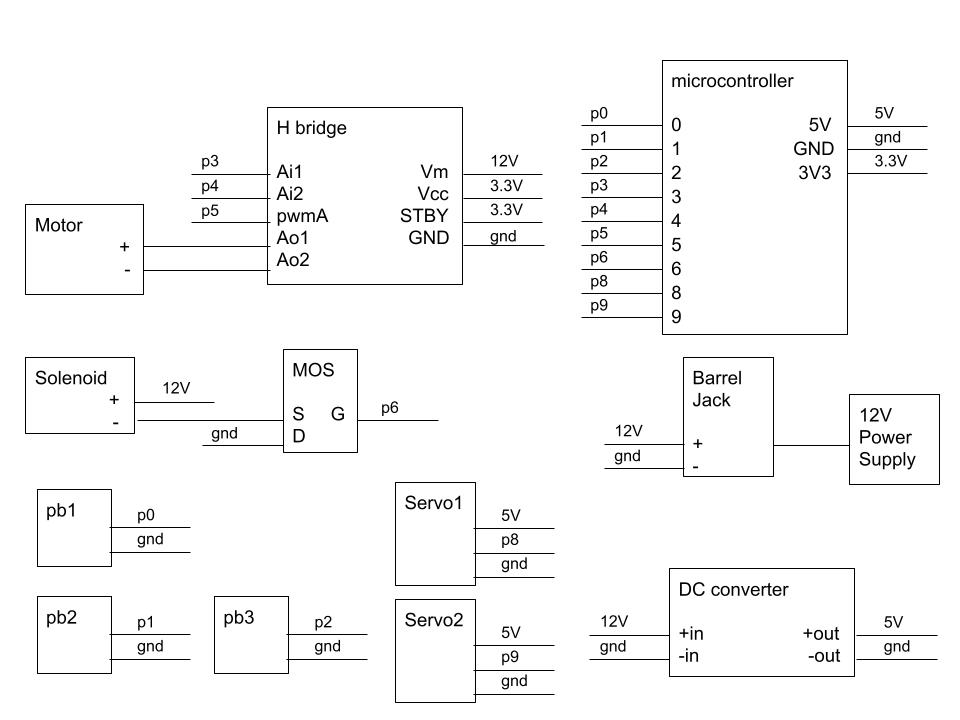 H bridge
p3
p4
p5
Ai1
Ai2
pwmA
Ao1
Ao2
Vm
Vcc
STBY
GND
12V
3.3V
3.3V
gnd
microcontroller
p0
p1
p2
p3
p4
p5
p6
p8
p9
0
1
2
3
4
5
6
8
9
5V
GND
3V3
5V
gnd
3.3V
Motor
+
-
Solenoid
+
-
12V
gnd
MOS
S G
D
p6
Barrel
Jack
+
-
12V
gnd
12V
Power
Supply
pb1
p0
gnd
Servo1
5V
p8
gnd
pb2
p1
gnd
pb3
p2
gnd
Servo2
5V
p9
gnd
DC converter
12V
gnd
+in
-in
+out
-out
5V
gnd